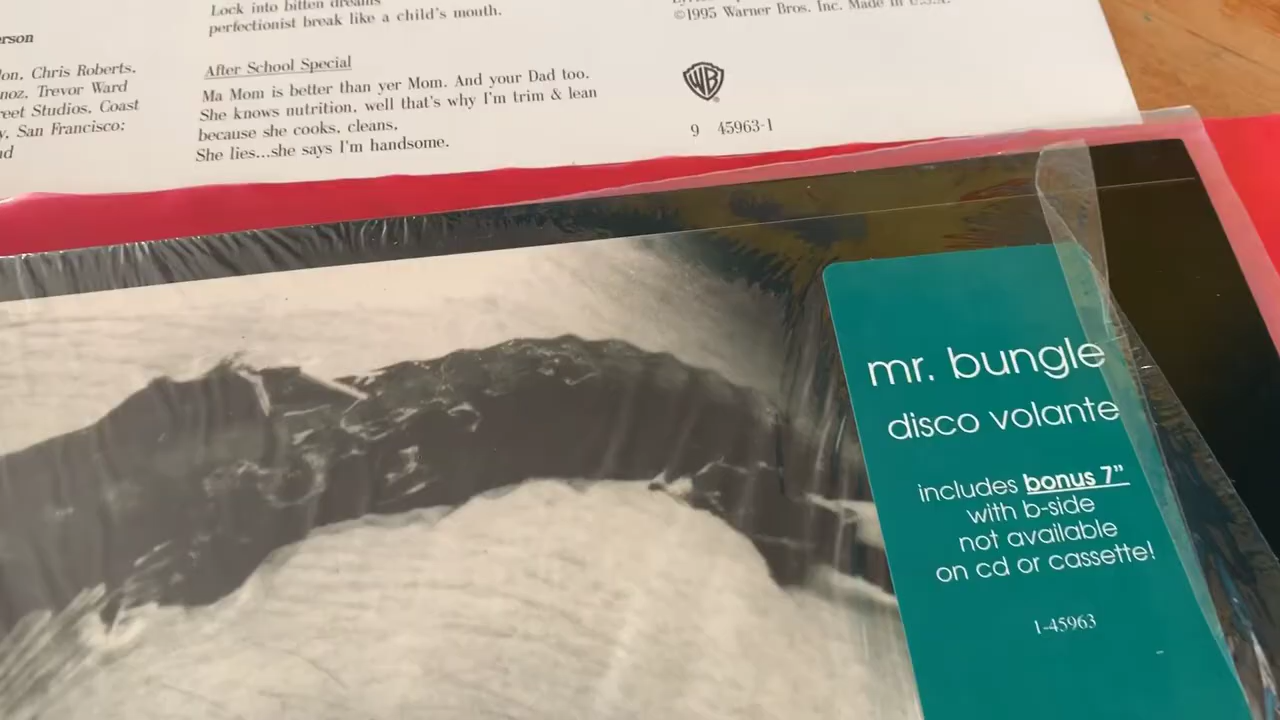 Lock into bitten dreams
perfectionist break like a child's mouth.
After School Special
Ma Mom is better than yer Mom. And your Dad too.
She knows nutrition, well that's why I'm trim & lean
because she cooks, cleans,
She lies...she says I'm handsome.
erson
on, Chris Roberts,
noz, Trevor Ward
reet Studios, Coast
y, San Francisco;
nd
©1995 Warner Bros. Inc. Made in U.S.A.
WB
9 45963-1
mr. bungle
disco volante
includes bonus 7"
with b-side
not available
on cd or cassette!
1-45963